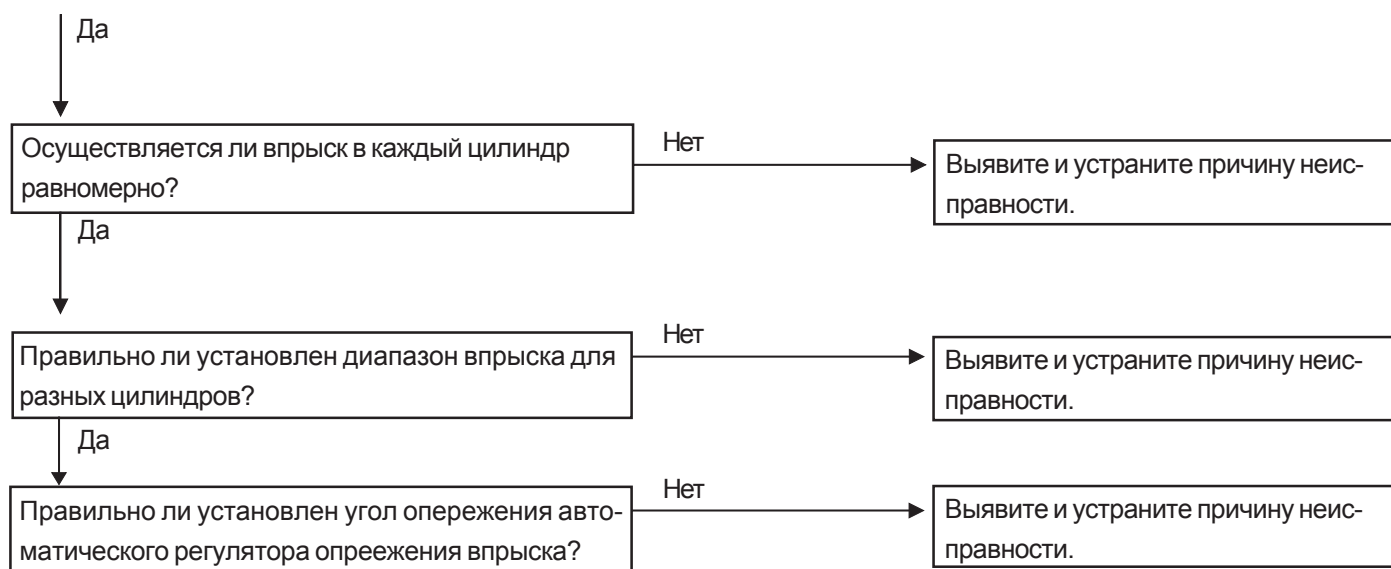 Да
Осуществляется ли впрыск в каждый цилиндр
равномерно?
Нет
Выявите и устраните причину неис-
правности.
Да
Правильно ли установлен диапазон впрыска для
разных цилиндров?
Нет
Выявите и устраните причину неис-
правности.
Да
Правильно ли установлен угол опережения авто-
матического регулятора опреежения впрыска?
Нет
Выявите и устраните причину неис-
правности.